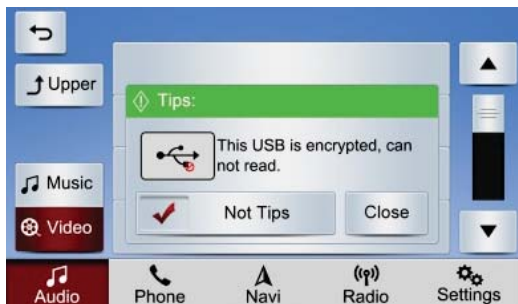 Upper
Tips:
This USB is encrypted, can
not read.
Not Tips
Close
Music
Video
Audio
Phone
Navi
Radio
Settings